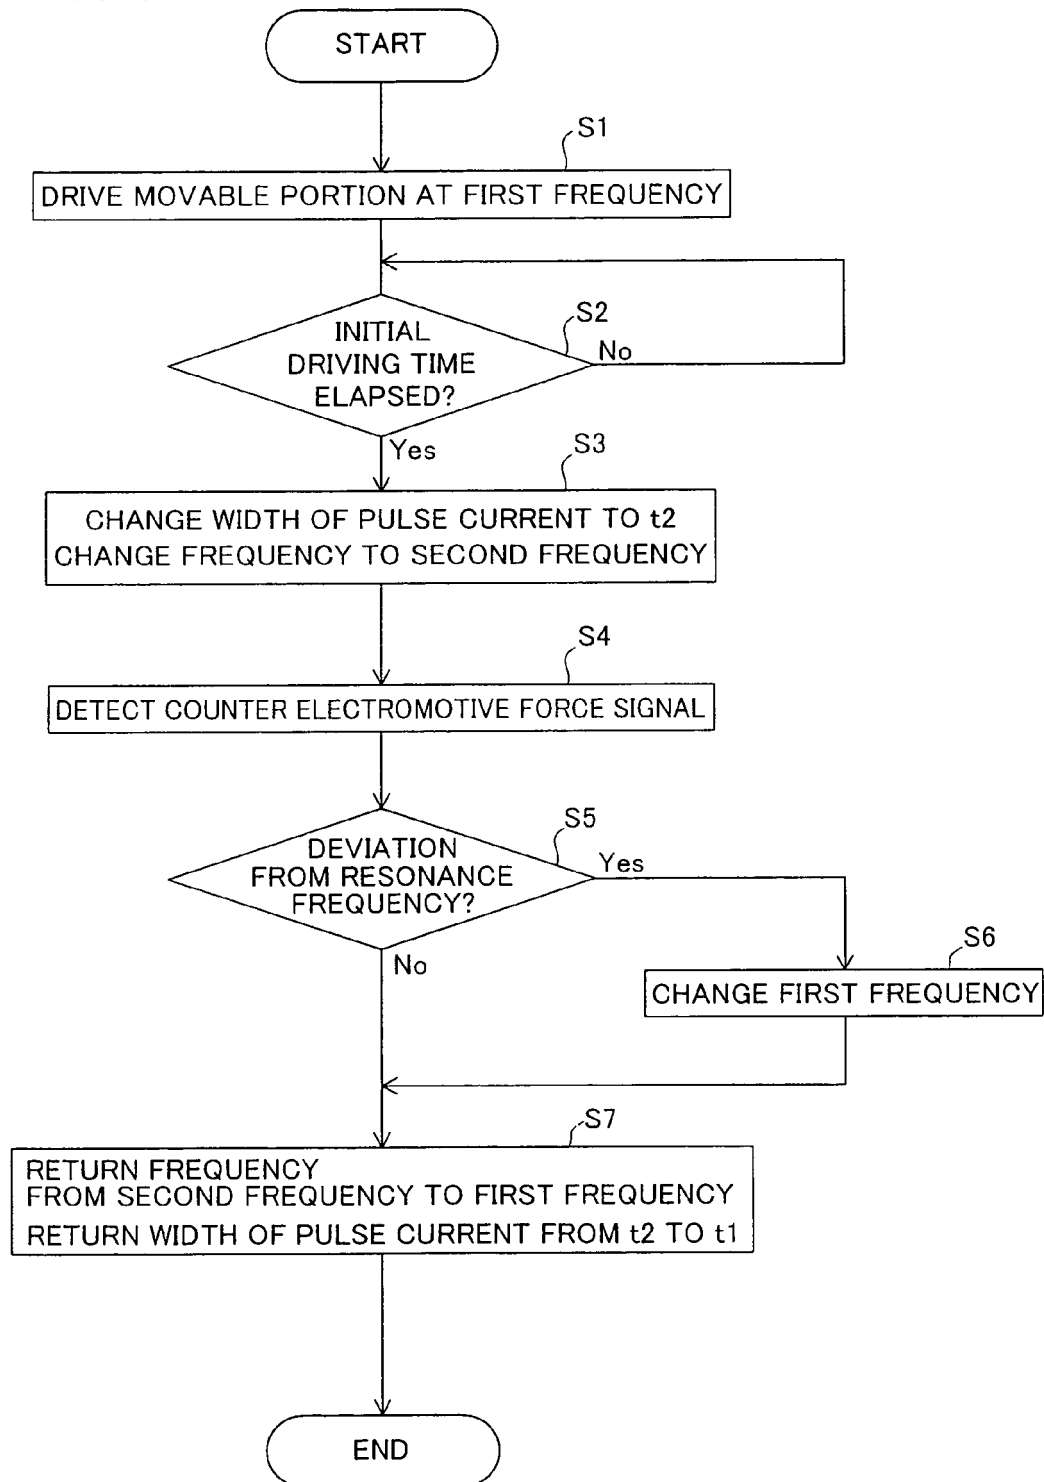 START
S1
DRIVE MOVABLE PORTION AT FIRST FREQUENCY
S2
INITIAL
DRIVING TIME
ELAPSED?
No
Yes
S3
CHANGE WIDTH OF PULSE CURRENT TO t2
CHANGE FREQUENCY TO SECOND FREQUENCY
S4
DETECT COUNTER ELECTROMOTIVE FORCE SIGNAL
S5
DEVIATION
FROM RESONANCE
FREQUENCY?
Yes
No
S6
CHANGE FIRST FREQUENCY
S7
RETURN FREQUENCY
FROM SECOND FREQUENCY TO FIRST FREQUENCY
RETURN WIDTH OF PULSE CURRENT FROM t2 TO t1
END